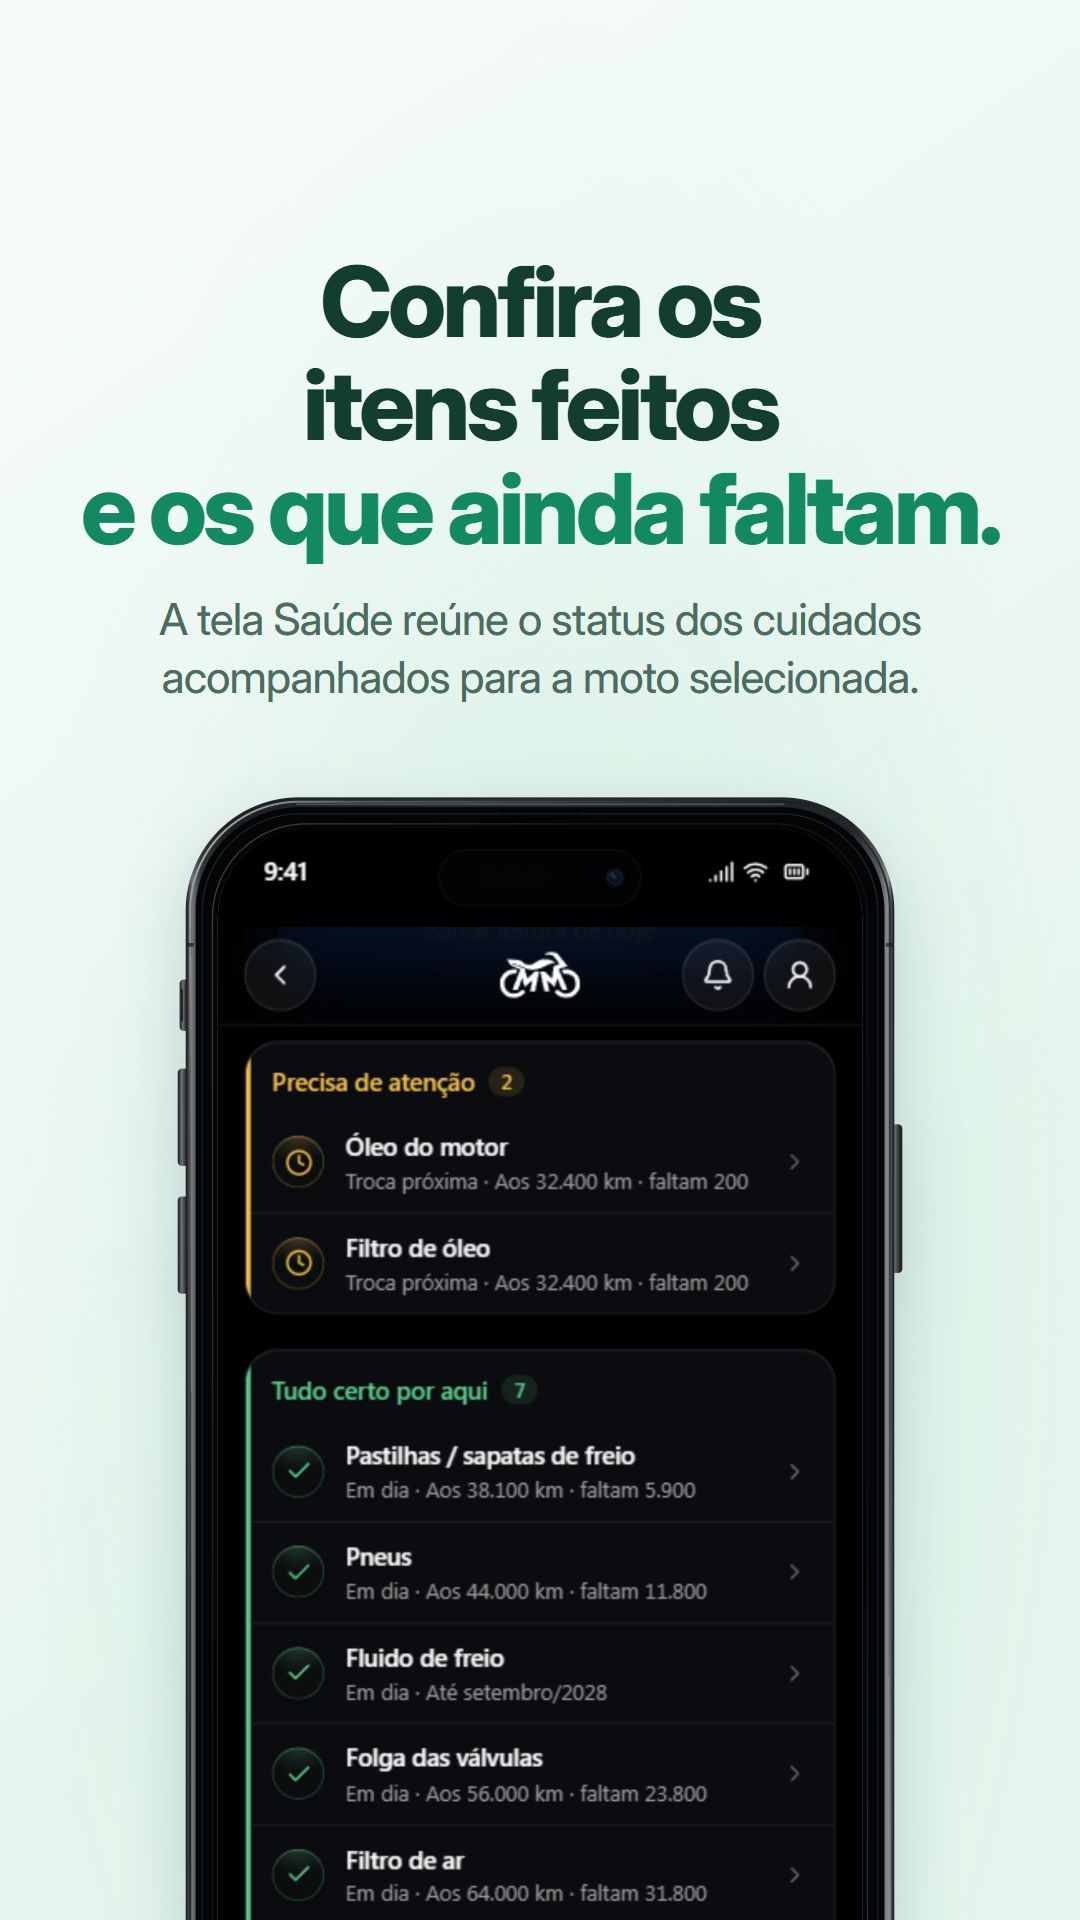 Confira os
itens feitos
e os que ainda faltam.
A tela Saúde reúne o status dos cuidados
acompanhados para a moto selecionada.
9:41
Salvar leitura de hoje
MM
Precisa de atenção 2
Óleo do motor
Troca próxima · Aos 32.400 km · faltam 200
Filtro de óleo
Troca próxima · Aos 32.400 km · faltam 200
Tudo certo por aqui 7
Pastilhas / sapatas de freio
Em dia · Aos 38.100 km · faltam 5.900
Pneus
Em dia · Aos 44.000 km · faltam 11.800
Fluido de freio
Em dia · Até setembro/2028
Folga das válvulas
Em dia · Aos 56.000 km · faltam 23.800
Filtro de ar
Em dia · Aos 64.000 km · faltam 31.800